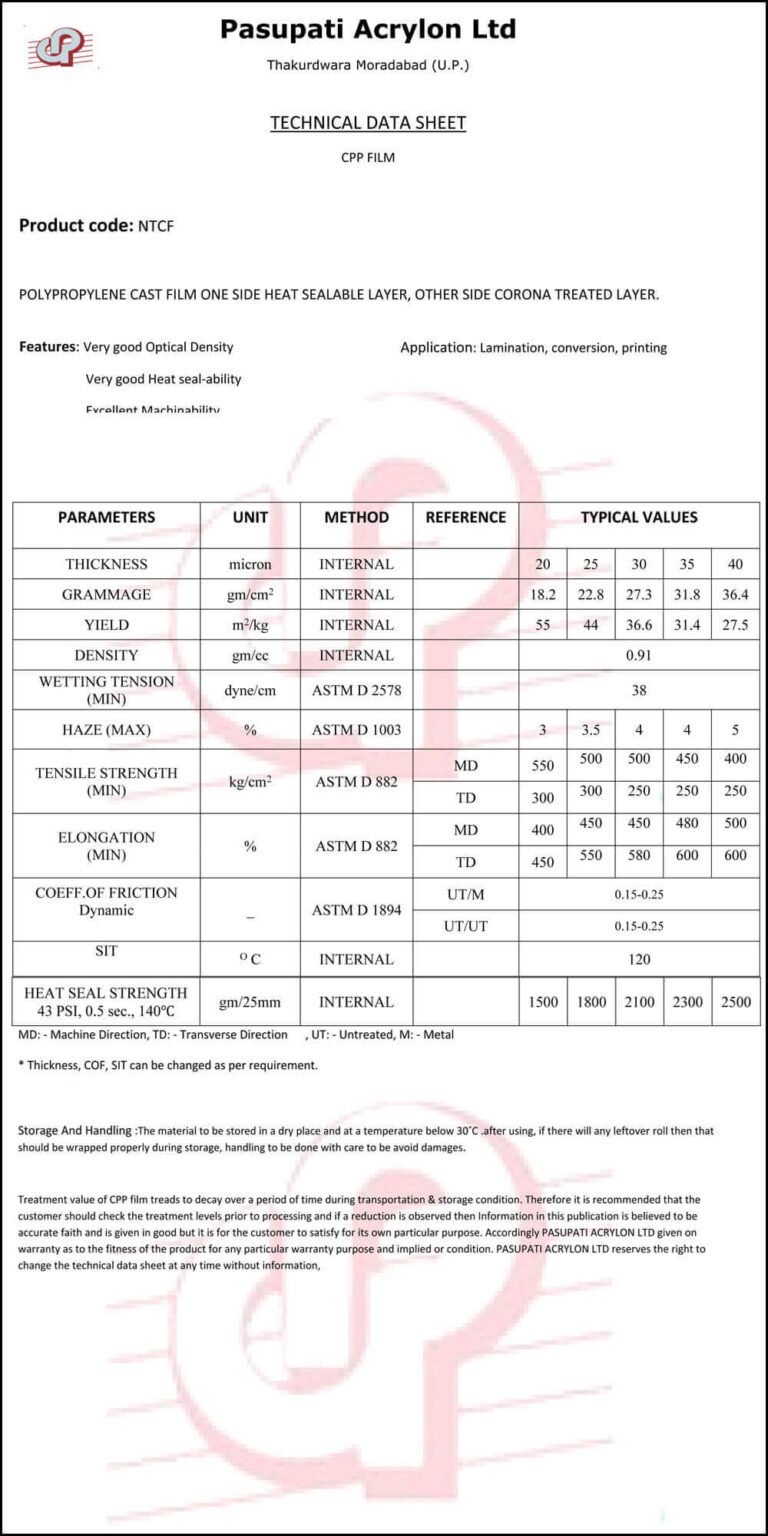 Pasupati Acrylon Ltd
Thakurdwara Moradabad (U.P.)
TECHNICAL DATA SHEET
CPP FILM
Product code: NTCF
POLYPROPYLENE CAST FILM ONE SIDE HEAT SEALABLE LAYER, OTHER SIDE CORONA TREATED LAYER.
Features: Very good Optical Density Application: Lamination, conversion, printing
Very good Heat seal-ability
Excellent Machinability
PARAMETERS UNIT METHOD REFERENCE TYPICAL VALUES
THICKNESS micron INTERNAL 20 25 30 35 40
GRAMMAGE gm/cm² INTERNAL 18.2 22.8 27.3 31.8 36.4
YIELD m²/kg INTERNAL 55 44 36.6 31.4 27.5
DENSITY gm/cc INTERNAL 0.91
WETTING TENSION
(MIN) dyne/cm ASTM D 2578 38
HAZE (MAX) % ASTM D 1003 3 3.5 4 4 5
TENSILE STRENGTH
(MIN) kg/cm² ASTM D 882 MD 550 500 500 450 400
TD 300 300 250 250 250
ELONGATION
(MIN) % ASTM D 882 MD 400 450 450 480 500
TD 450 550 580 600 600
COEFF.OF FRICTION
Dynamic _ ASTM D 1894 UT/M 0.15-0.25
UT/UT 0.15-0.25
SIT ᴼ C INTERNAL 120
HEAT SEAL STRENGTH
43 PSI, 0.5 sec., 140℃ gm/25mm INTERNAL 1500 1800 2100 2300 2500
MD: - Machine Direction, TD: - Transverse Direction , UT: - Untreated, M: - Metal
* Thickness, COF, SIT can be changed as per requirement.
Storage And Handling :The material to be stored in a dry place and at a temperature below 30˚C .after using, if there will any leftover roll then that
should be wrapped properly during storage, handling to be done with care to be avoid damages.
Treatment value of CPP film treads to decay over a period of time during transportation & storage condition. Therefore it is recommended that the
customer should check the treatment levels prior to processing and if a reduction is observed then Information in this publication is believed to be
accurate faith and is given in good but it is for the customer to satisfy for its own particular purpose. Accordingly PASUPATI ACRYLON LTD given on
warranty as to the fitness of the product for any particular warranty purpose and implied or condition. PASUPATI ACRYLON LTD reserves the right to
change the technical data sheet at any time without information,